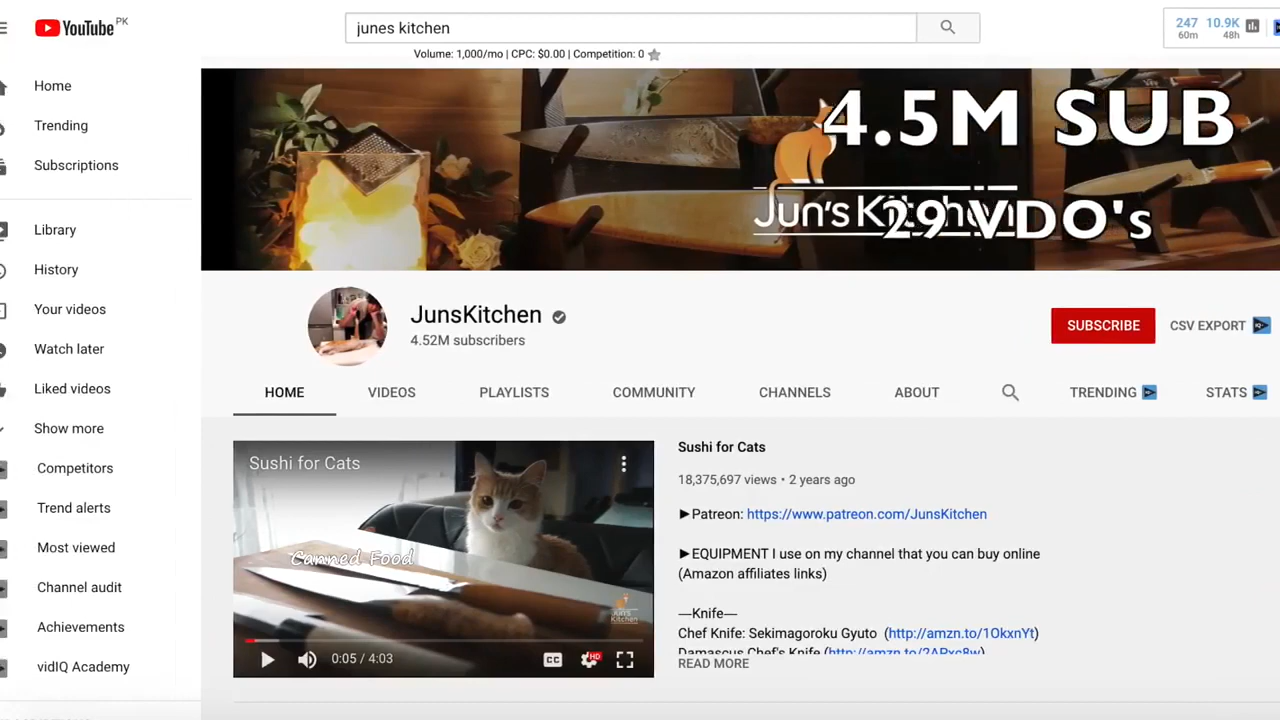 YouTube PK
junes kitchen
247 10.9K
60m 48h
Volume: 1,000/mo | CPC: $0.00 | Competition: 0
Home
Trending
Subscriptions
Library
History
Your videos
Watch later
Liked videos
Show more
Competitors
Trend alerts
Most viewed
Channel audit
Achievements
vidIQ Academy
4.5M SUB
Jun's Kitchen
29 VDO's
JunsKitchen
4.52M subscribers
SUBSCRIBE
CSV EXPORT
HOME VIDEOS PLAYLISTS COMMUNITY CHANNELS ABOUT TRENDING STATS
Sushi for Cats
Canned Food
Jun's
Kitchen
CC HD
0:05 / 4:03
Sushi for Cats
18,375,697 views • 2 years ago
►Patreon: https://www.patreon.com/JunsKitchen
►EQUIPMENT I use on my channel that you can buy online
(Amazon affiliates links)
—Knife—
Chef Knife: Sekimagoroku Gyuto (http://amzn.to/1OkxnYt)
Damascus Chef's Knife (http://amzn.to/2APxc8w)
READ MORE